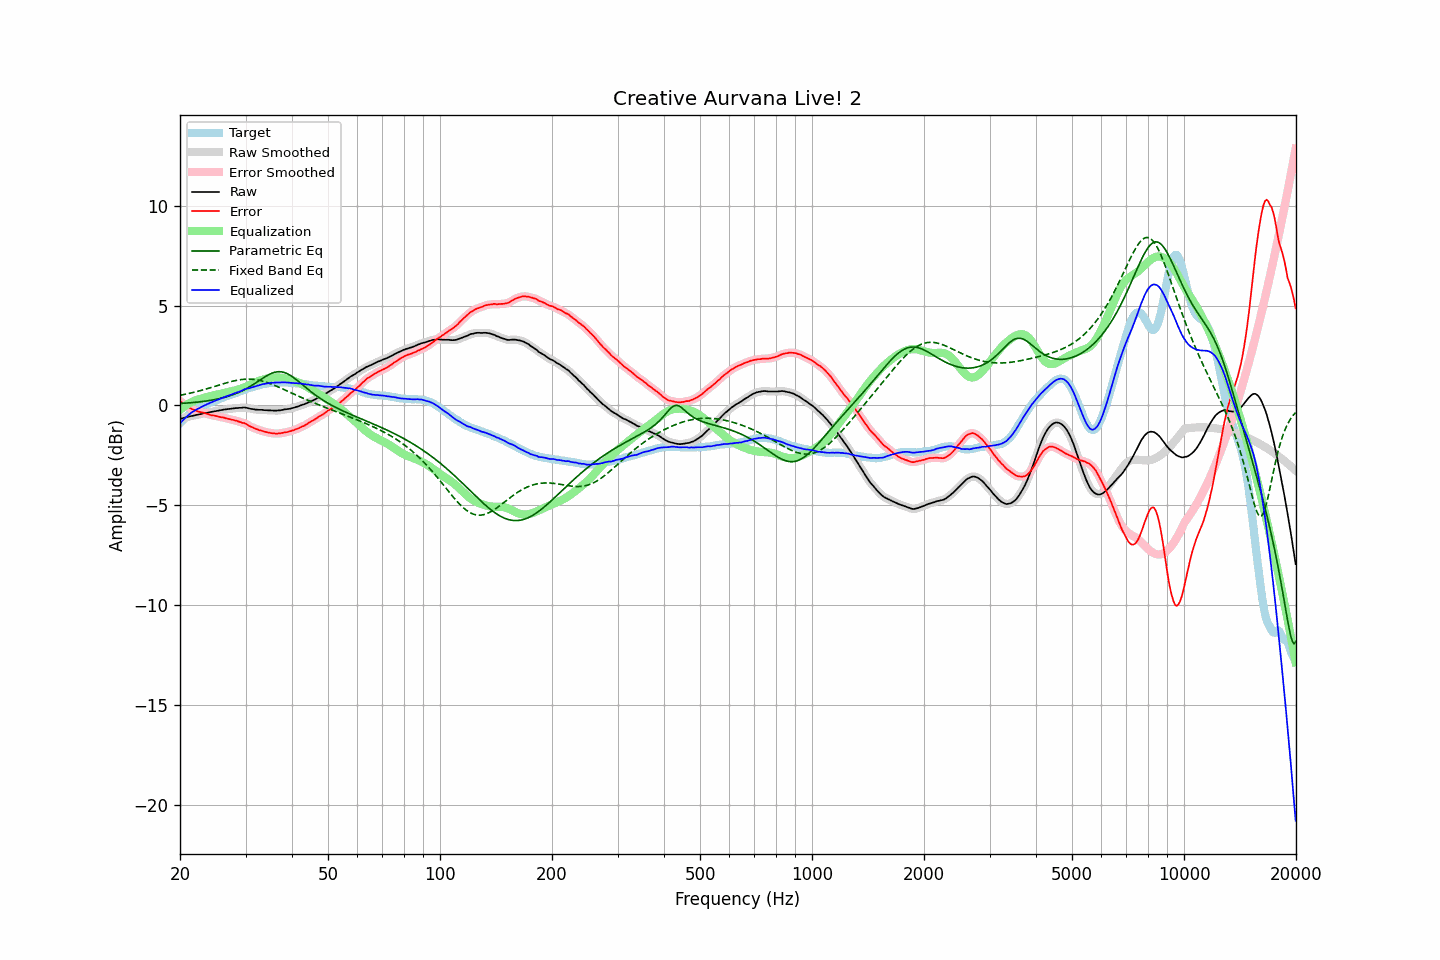 Creative Aurvana Live! 2
Target
Raw Smoothed
Error Smoothed
Raw
Error
Equalization
Parametric Eq
Fixed Band Eq
Equalized
Amplitude (dBr)
10
5
0
−5
−10
−15
−20
20 50 100 200 500 1000 2000 5000 10000 20000
Frequency (Hz)